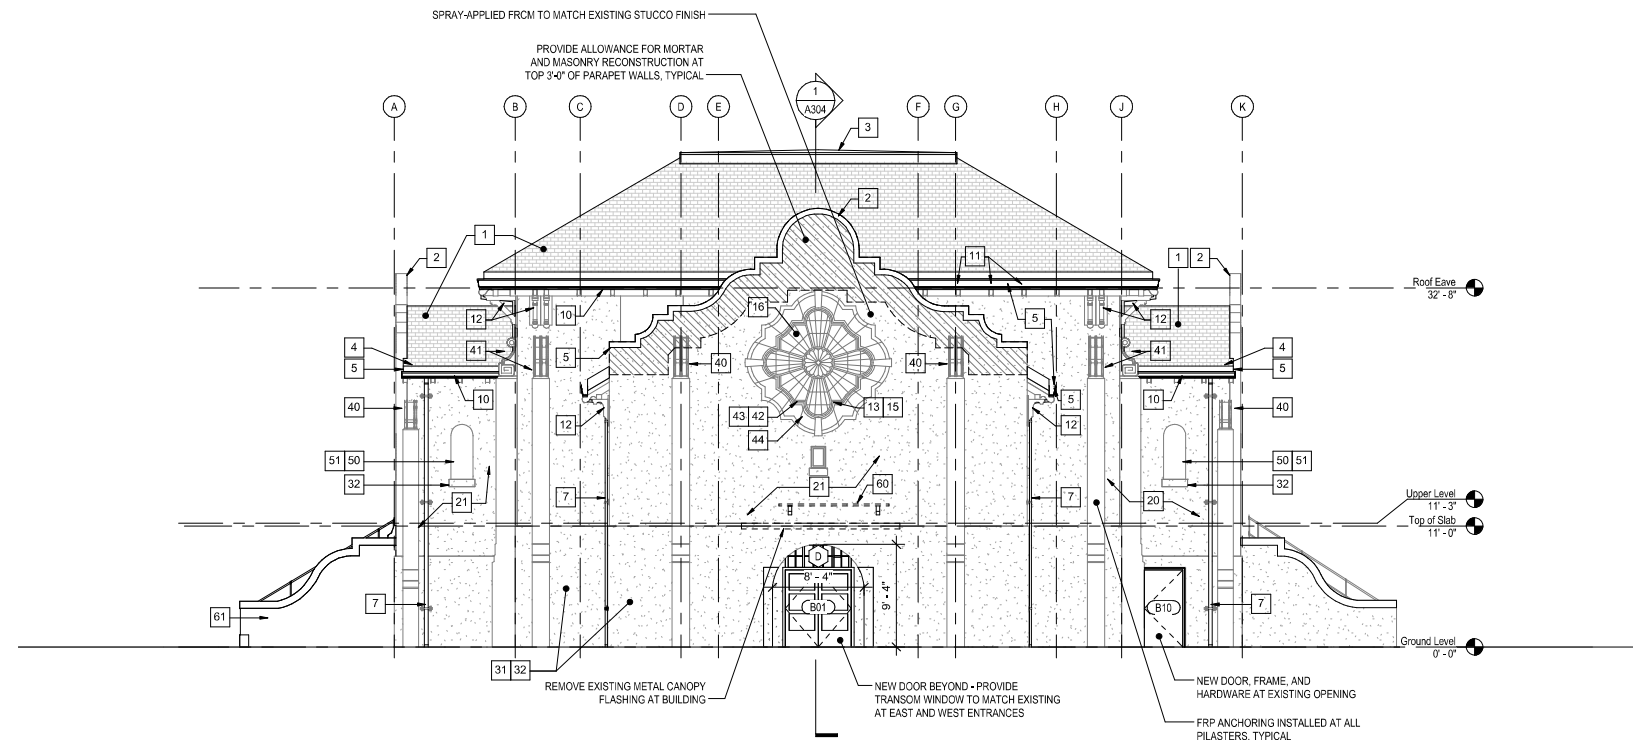 SPRAY-APPLIED FRCM TO MATCH EXISTING STUCCO FINISH
PROVIDE ALLOWANCE FOR MORTAR
AND MASONRY RECONSTRUCTION AT
TOP 3'-0" OF PARAPET WALLS, TYPICAL
1
A304
A B C D E F G H J K
3
2
1
2
11
1 2
Roof Eave
32' - 8"
12
10
16
5
12
4
5
41
5
40
40
41
4
5
10
5
10
40
43 42
13 15
40
12
44
12
51 50
50 51
32
21
7
21
60
7
20
32
Upper Level
11' - 3"
Top of Slab
11' - 0"
D
8' - 4"
9' - 4"
7
B01
B10
7
61
Ground Level
0' - 0"
31 32
REMOVE EXISTING METAL CANOPY
FLASHING AT BUILDING
NEW DOOR BEYOND - PROVIDE
TRANSOM WINDOW TO MATCH EXISTING
AT EAST AND WEST ENTRANCES
NEW DOOR, FRAME, AND
HARDWARE AT EXISTING OPENING
FRP ANCHORING INSTALLED AT ALL
PILASTERS, TYPICAL